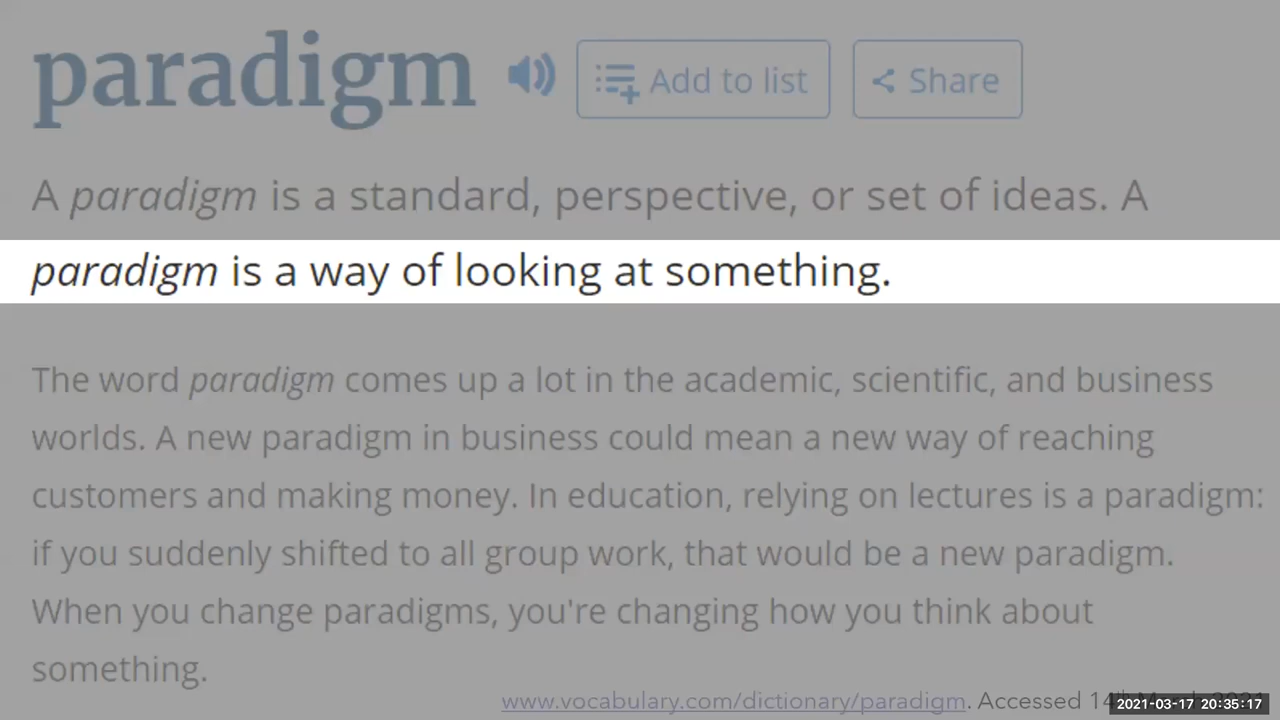 paradigm
Add to list
Share
A paradigm is a standard, perspective, or set of ideas. A
paradigm is a way of looking at something.
The word paradigm comes up a lot in the academic, scientific, and business
worlds. A new paradigm in business could mean a new way of reaching
customers and making money. In education, relying on lectures is a paradigm:
if you suddenly shifted to all group work, that would be a new paradigm.
When you change paradigms, you're changing how you think about
something.
www.vocabulary.com/dictionary/paradigm. Accessed 14
2021-03-17 20:35:17